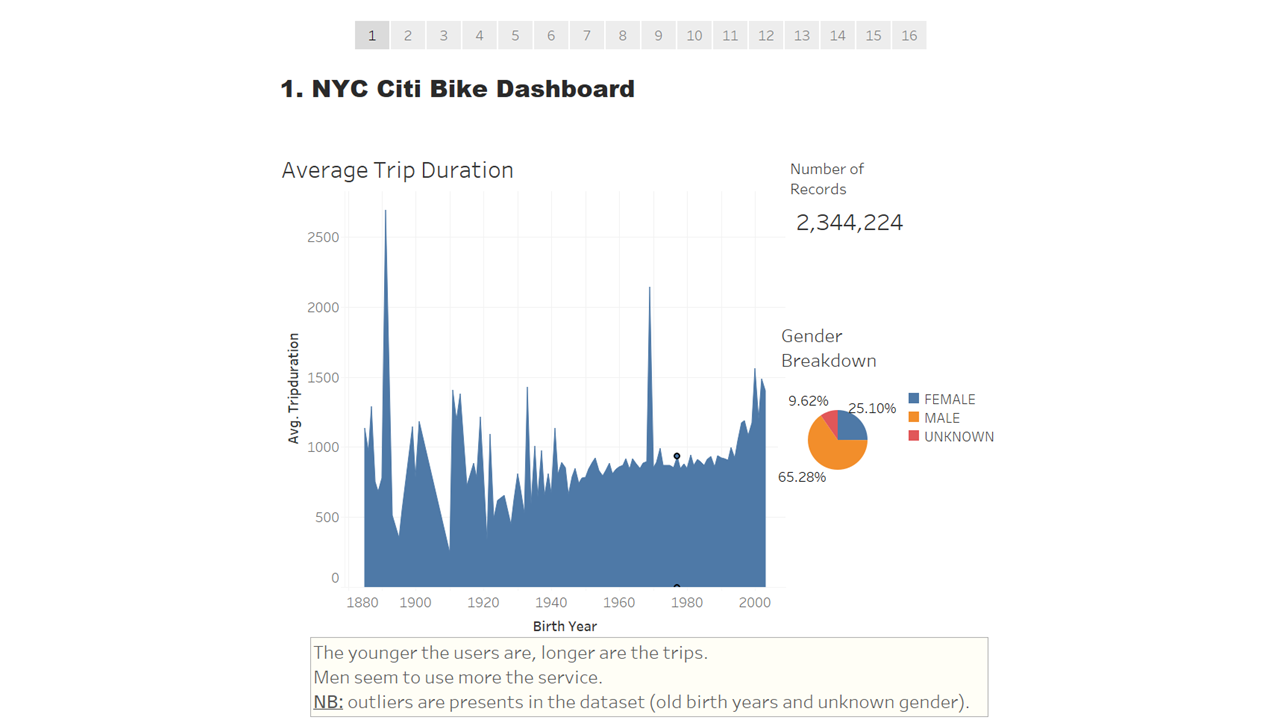 1 2 3 4 5 6 7 8 9 10 11 12 13 14 15 16
1. NYC Citi Bike Dashboard
Average Trip Duration
Avg. Tripduration
2500
2000
1500
1000
500
0
1880 1900 1920 1940 1960 1980 2000
Birth Year
Number of
Records
2,344,224
Gender
Breakdown
9.62%
25.10%
65.28%
FEMALE
MALE
UNKNOWN
The younger the users are, longer are the trips.
Men seem to use more the service.
NB: outliers are presents in the dataset (old birth years and unknown gender).